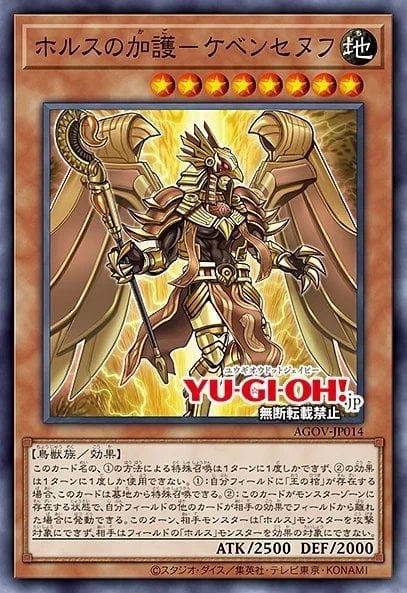 ホルスの加護－ケベンセヌフ
地
ユウギオウドットジェイピー
YU-GI-OH!.jp
無断転載禁止
AGOV-JP014
【鳥獣族／効果】
このカード名の、①の方法による特殊召喚は1ターンに1度しかできず、②の効果
は1ターンに1度しか使用できない。①：自分フィールドに「王の棺」が存在する
場合、このカードは墓地から特殊召喚できる。②：このカードがモンスターゾーンに
存在する状態で、自分フィールドの他のカードが相手の効果でフィールドから離れ
た場合に発動できる。このターン、相手モンスターは「ホルス」モンスターを攻撃
対象にできず、相手はフィールドの「ホルス」モンスターを効果の対象にできない。
ATK/2500 DEF/2000
©スタジオ・ダイス／集英社・テレビ東京・KONAMI